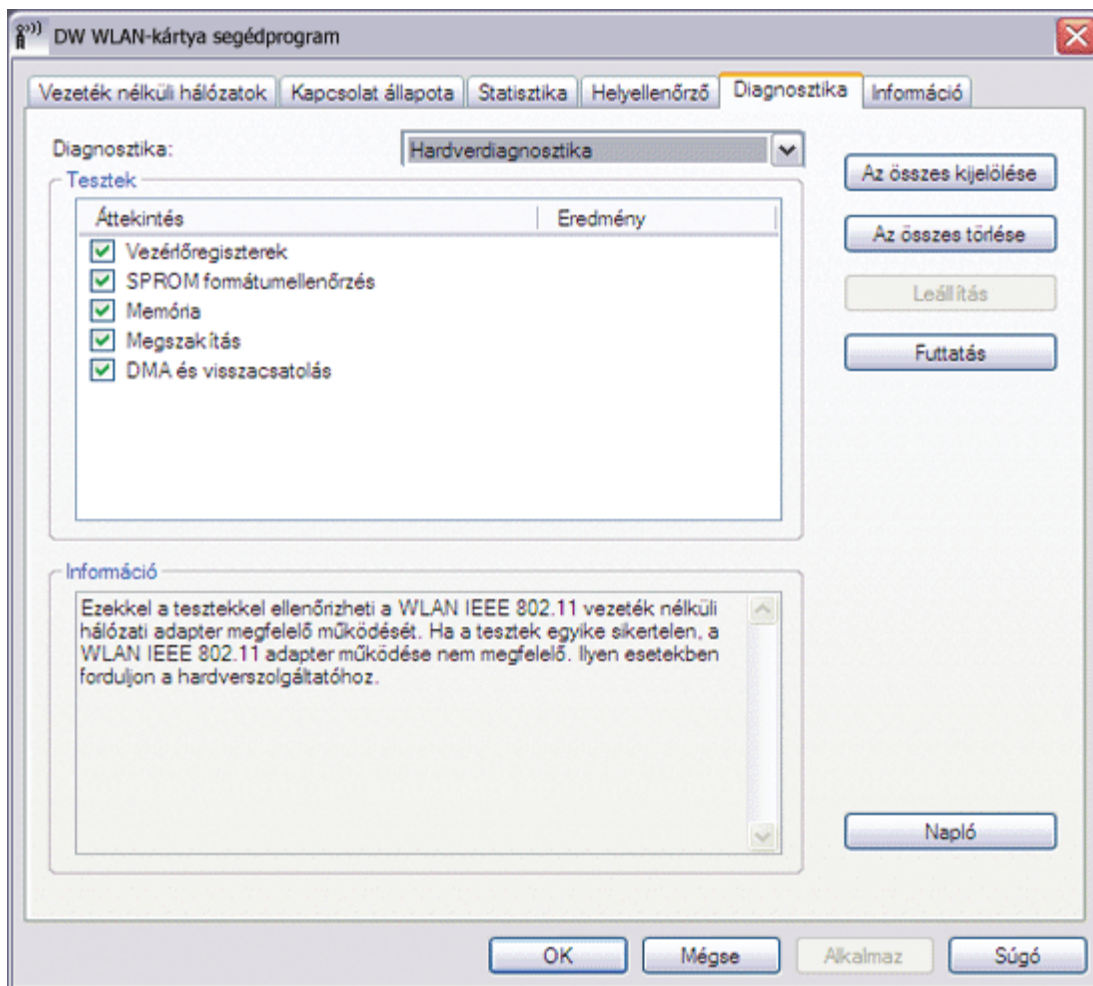 DW WLAN-kártya segédprogram
Vezeték nélküli hálózatok Kapcsolat állapota Statisztika Helyellenőrző Diagnosztika Információ
Diagnosztika: Hardverdiagnosztika
Tesztek
Áttekintés Eredmény
Vezérlőregiszterek
SPROM formátumellenőrzés
Memória
Megszakítás
DMA és visszacsatolás
Az összes kijelölése
Az összes törlése
Leállítás
Futtatás
Információ
Ezekkel a tesztekkel ellenőrizheti a WLAN IEEE 802.11 vezeték nélküli
hálózati adapter megfelelő működését. Ha a tesztek egyike sikertelen, a
WLAN IEEE 802.11 adapter működése nem megfelelő. Ilyen esetekben
forduljon a hardverszolgáltatóhoz.
Napló
OK Mégse Alkalmaz Súgó